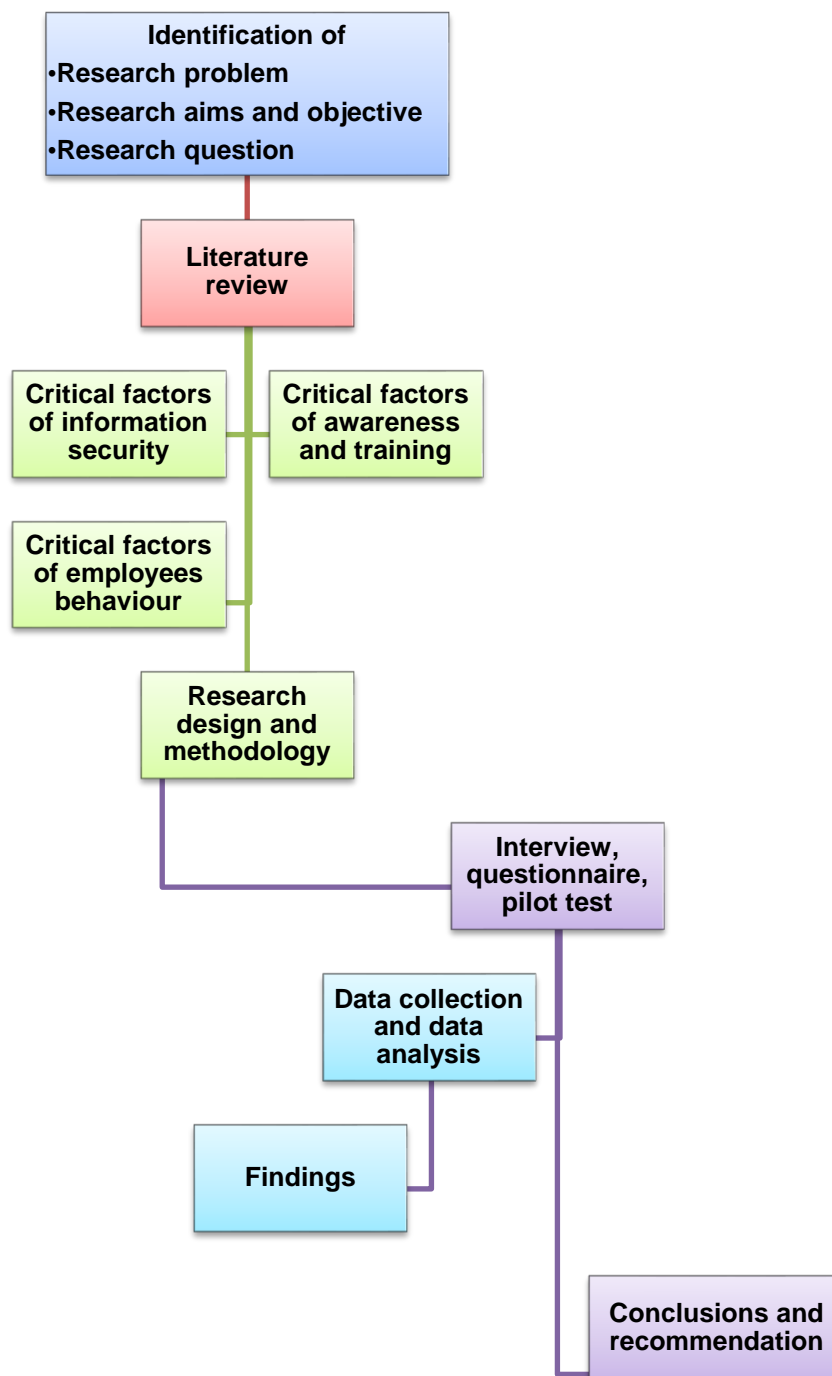 Identification of
•Research problem
•Research aims and objective
•Research question
Literature
review
Critical factors
of information
security
Critical factors
of awareness
and training
Critical factors
of employees
behaviour
Research
design and
methodology
Interview,
questionnaire,
pilot test
Data collection
and data
analysis
Findings
Conclusions and
recommendation